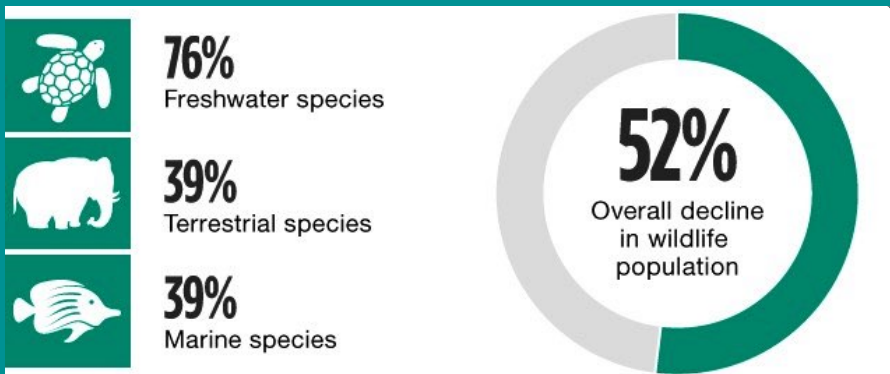 76%
Freshwater species
39%
Terrestrial species
39%
Marine species
52%
Overall decline
in wildlife
population